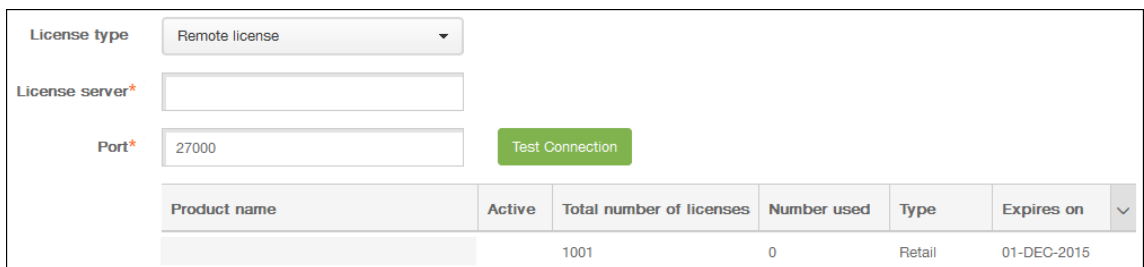 License type Remote license
License server*
Port* 27000 Test Connection
Product name Active Total number of licenses Number used Type Expires on
1001 0 Retail 01-DEC-2015